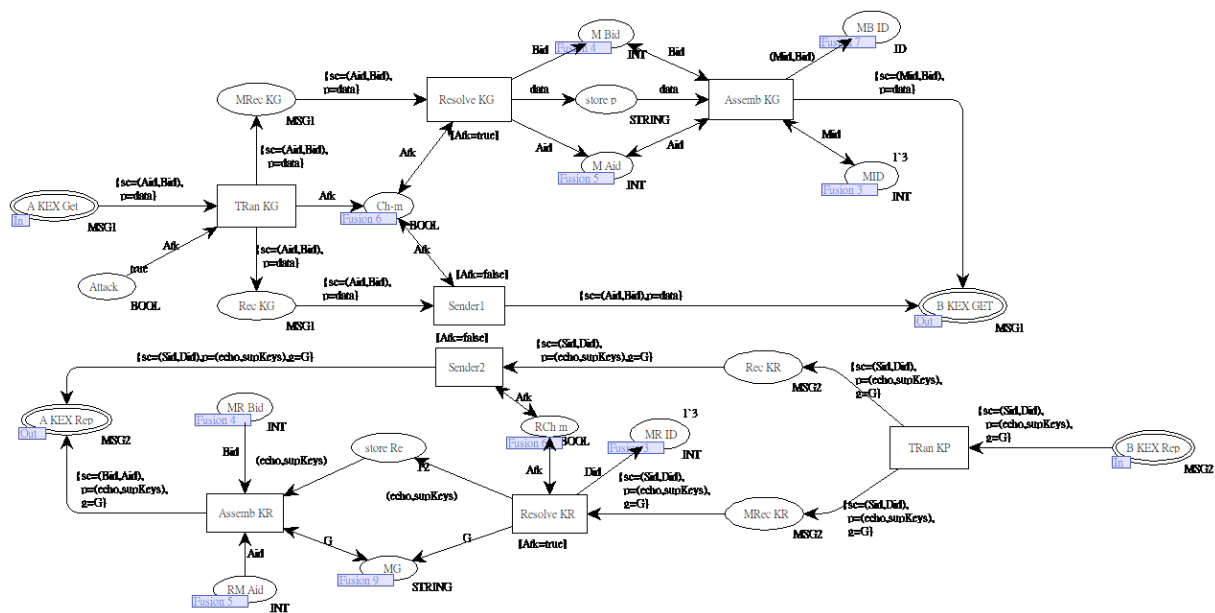 M Bid
Fusion 4
INT
MB ID
Fusion 7
ID
Bid
Bid
(Mid,Bid)
{sc=(Aid,Bid),
p=data}
{sc=(Mid,Bid),
p=data}
MRec KG
MSG1
Resolve KG
data
store p
STRING
data
Assemb KG
[Afk=true]
Aid
Aid
M Aid
Fusion 5
INT
Mid
1`3
MID
Fusion 3
INT
{sc=(Aid,Bid),
p=data}
Afk
{sc=(Aid,Bid),
p=data}
A KEX Get
In
MSG1
TRan KG
Afk
Ch-m
Fusion 6
BOOL
Afk
Afk
true
Attack
BOOL
{sc=(Aid,Bid),
p=data}
[Afk=false]
{sc=(Aid,Bid),
p=data}
Rec KG
MSG1
Sender1
{sc=(Aid,Bid),p=data}
B KEX GET
Out
MSG1
[Afk=false]
{sc=(Sid,Did),p=(echo,supKeys),g=G}
Sender2
{sc=(Sid,Did),
p=(echo,supKeys),g=G}
Rec KR
MSG2
{sc=(Sid,Did),
p=(echo,supKeys),
g=G}
A KEX Rep
Out
MSG2
MR Bid
Fusion 4
INT
Afk
RCh m
BOOL
1`3
MR ID
INT
{sc=(Sid,Did),
p=(echo,supKeys),
g=G}
TRan KP
B KEX Rep
In
MSG2
Bid
(echo,supKeys)
store Re
Afk
Did
{sc=(Sid,Did),
p=(echo,supKeys),
g=G}
{sc=(Bid,Aid),
p=(echo,supKeys),
g=G}
(echo,supKeys)
Assemb KR
Resolve KR
MRec KR
MSG2
{sc=(Sid,Did),
p=(echo,supKeys),
g=G}
G
G
[Afk=true]
Aid
MG
Fusion 9
STRING
RM Aid
Fusion 5
INT